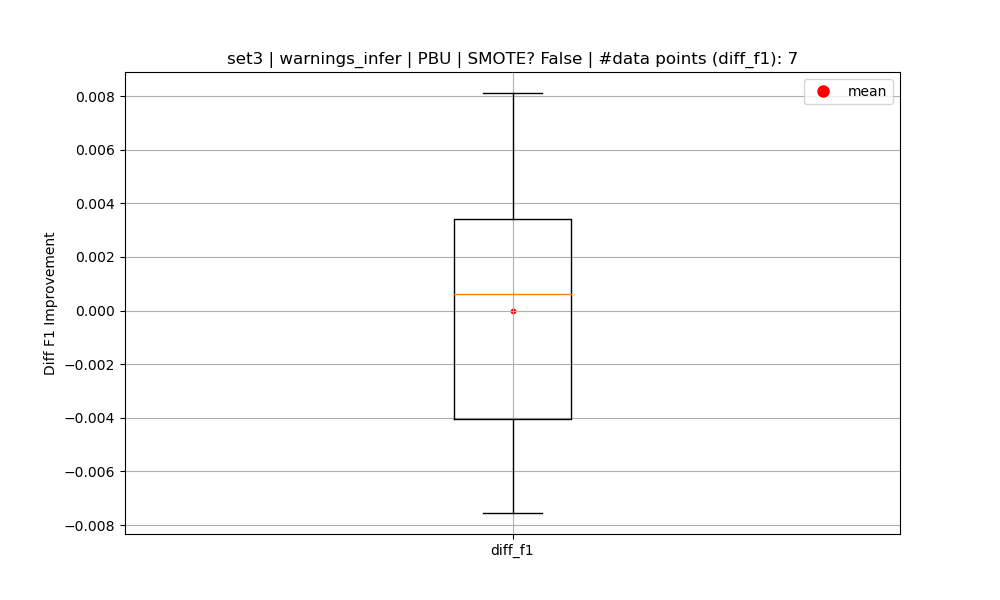 set3 | warnings_infer | PBU | SMOTE? False | #data points (diff_f1): 7
mean
0.008
0.006
0.004
0.002
0.000
−0.002
−0.004
−0.006
−0.008
Diff F1 Improvement
diff_f1